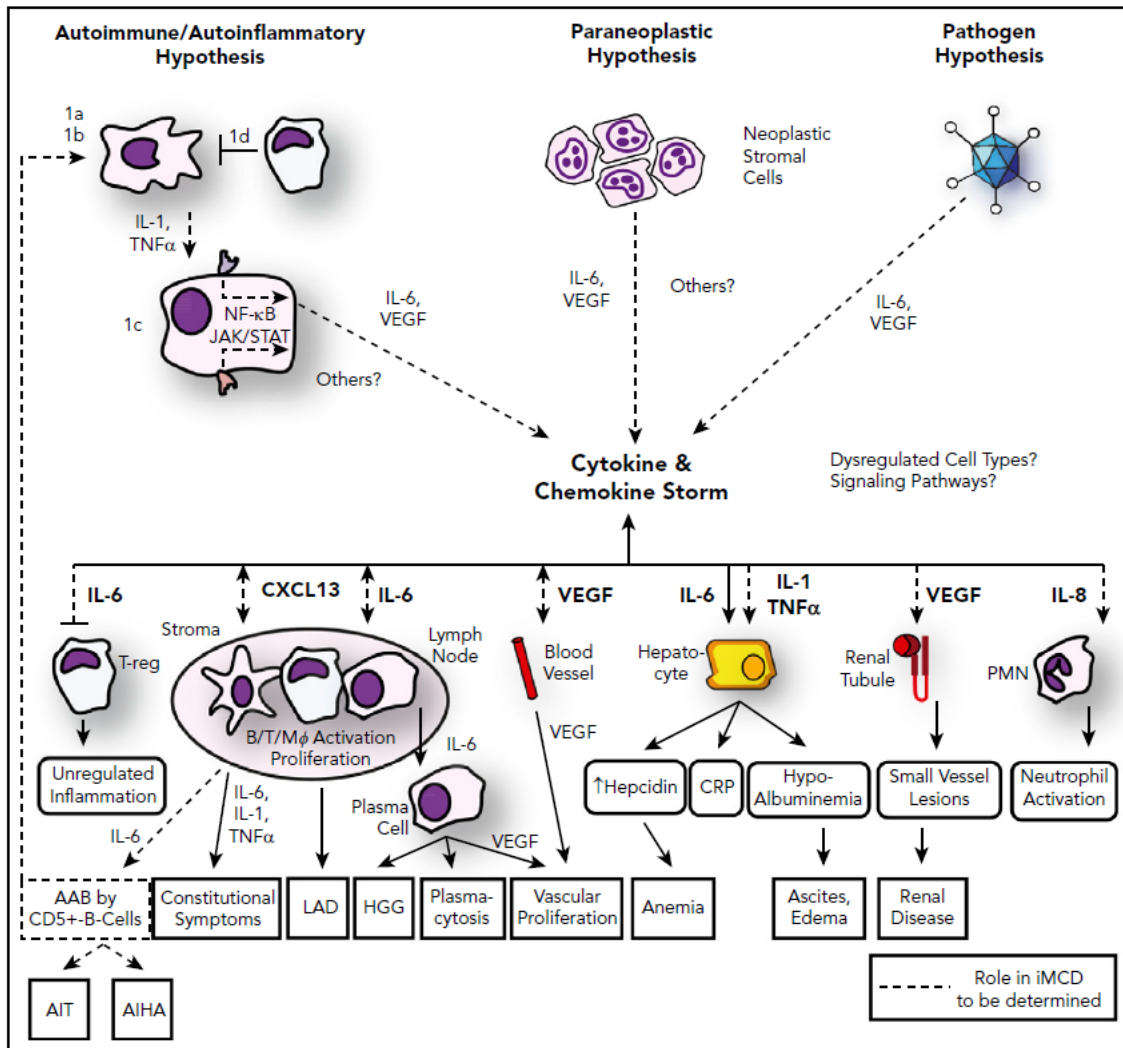 Autoimmune/Autoinflammatory
Hypothesis
Paraneoplastic
Hypothesis
Pathogen
Hypothesis
1a
1b
1d
Neoplastic
Stromal
Cells
IL-1,
TNFα
1c
NF-κB
JAK/STAT
IL-6,
VEGF
Others?
IL-6,
VEGF
Others?
IL-6,
VEGF
Cytokine &
Chemokine Storm
Dysregulated Cell Types?
Signaling Pathways?
IL-6
CXCL13
IL-6
VEGF
IL-6
IL-1
TNFα
VEGF
IL-8
T-reg
Stroma
Lymph
Node
Blood
Vessel
Hepato-
cyte
Renal
Tubule
PMN
B/T/Mϕ Activation
Proliferation
IL-6
VEGF
Unregulated
Inflammation
Plasma
Cell
↑Hepcidin
CRP
Hypo-
Albuminemia
Small Vessel
Lesions
Neutrophil
Activation
IL-6
IL-6,
IL-1,
TNFα
VEGF
AAB by
CD5+-B-Cells
Constitutional
Symptoms
LAD
HGG
Plasma-
cytosis
Vascular
Proliferation
Anemia
Ascites,
Edema
Renal
Disease
AIT
AIHA
Role in iMCD
to be determined